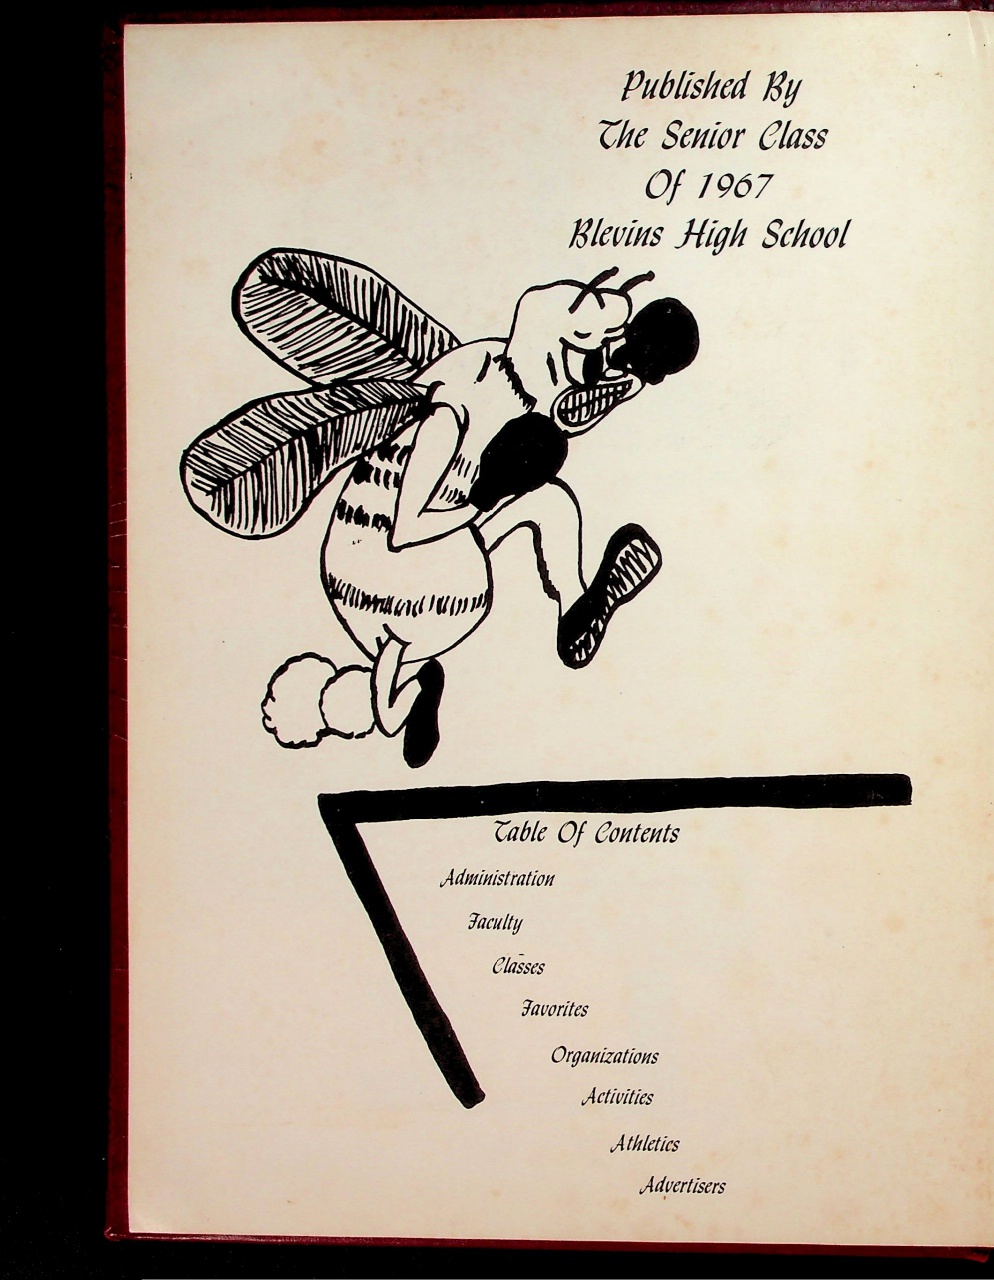 Published By
The Senior Class
Of 1967
Blevins High School
Table Of Contents
Administration
Faculty
Classes
Favorites
Organizations
Activities
Athletics
Advertisers